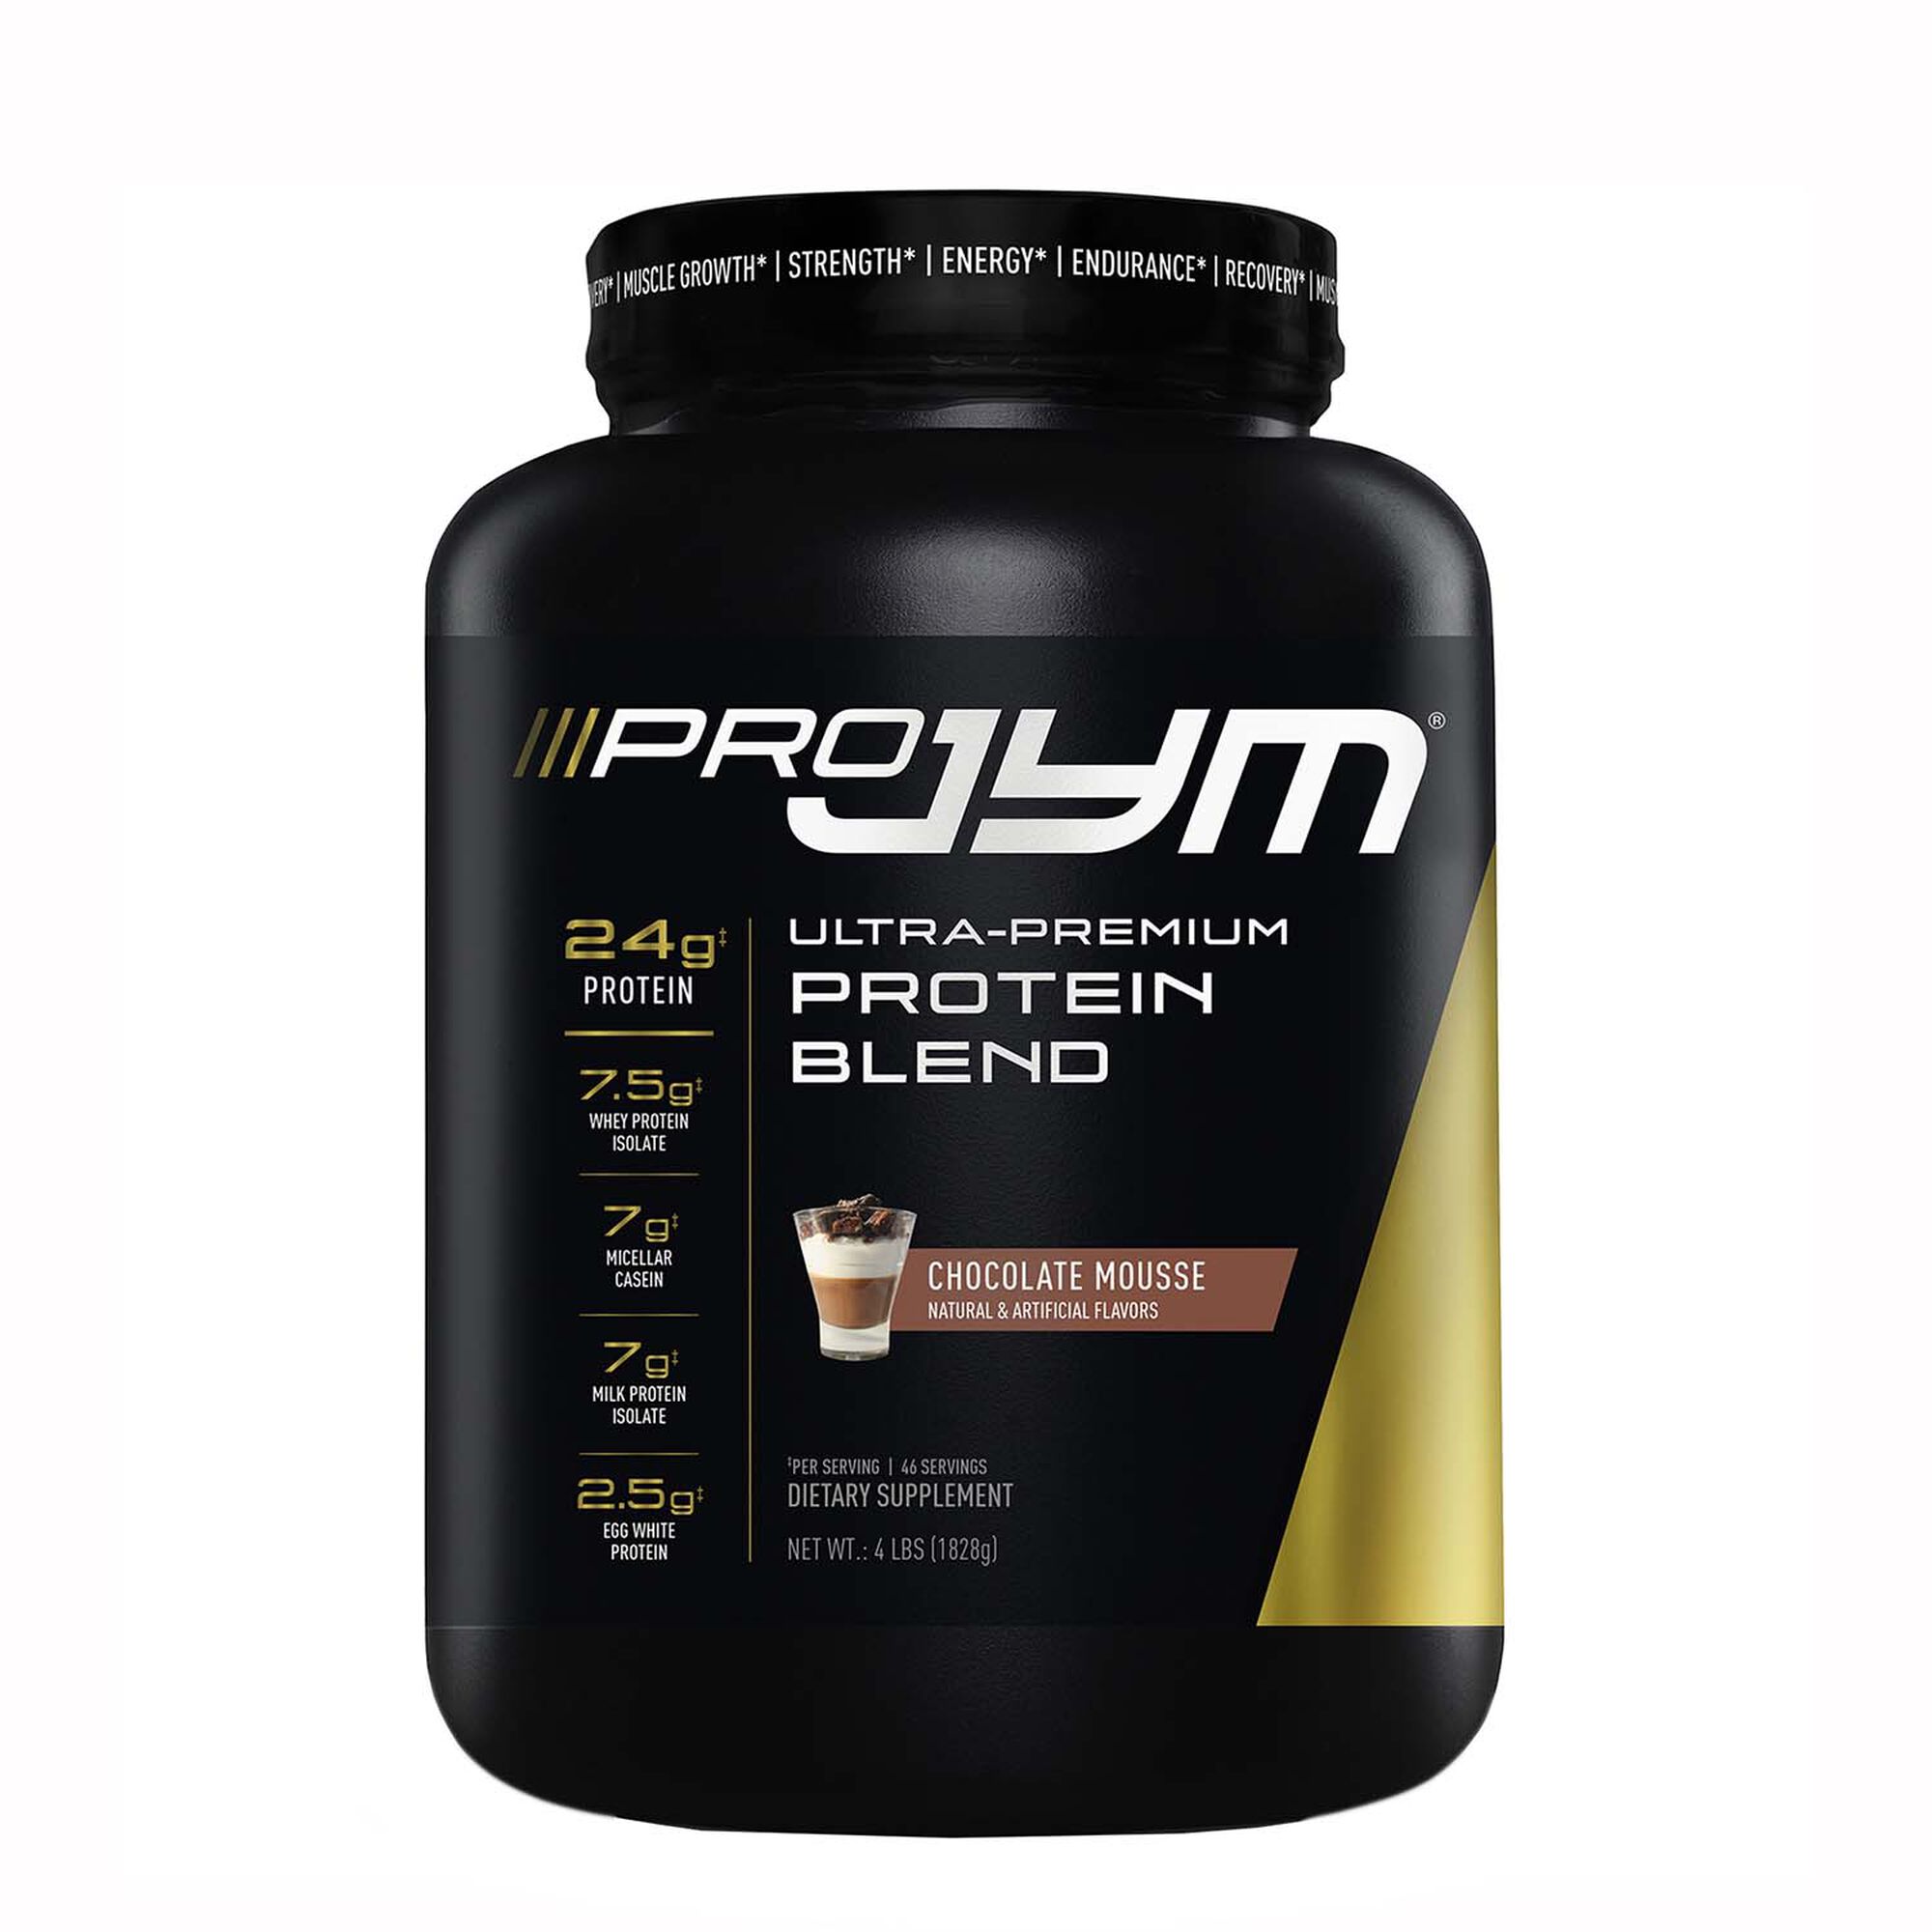 VERY* | MUSCLE GROWTH* | STRENGTH* | ENERGY* | ENDURANCE* | RECOVERY* | MUS
PRO JYM®
24g‡
PROTEIN
7.5g‡
WHEY PROTEIN
ISOLATE
7g‡
MICELLAR
CASEIN
7g‡
MILK PROTEIN
ISOLATE
2.5g‡
EGG WHITE
PROTEIN
ULTRA-PREMIUM
PROTEIN
BLEND
CHOCOLATE MOUSSE
NATURAL & ARTIFICIAL FLAVORS
‡PER SERVING | 46 SERVINGS
DIETARY SUPPLEMENT
NET WT.: 4 LBS (1828g)